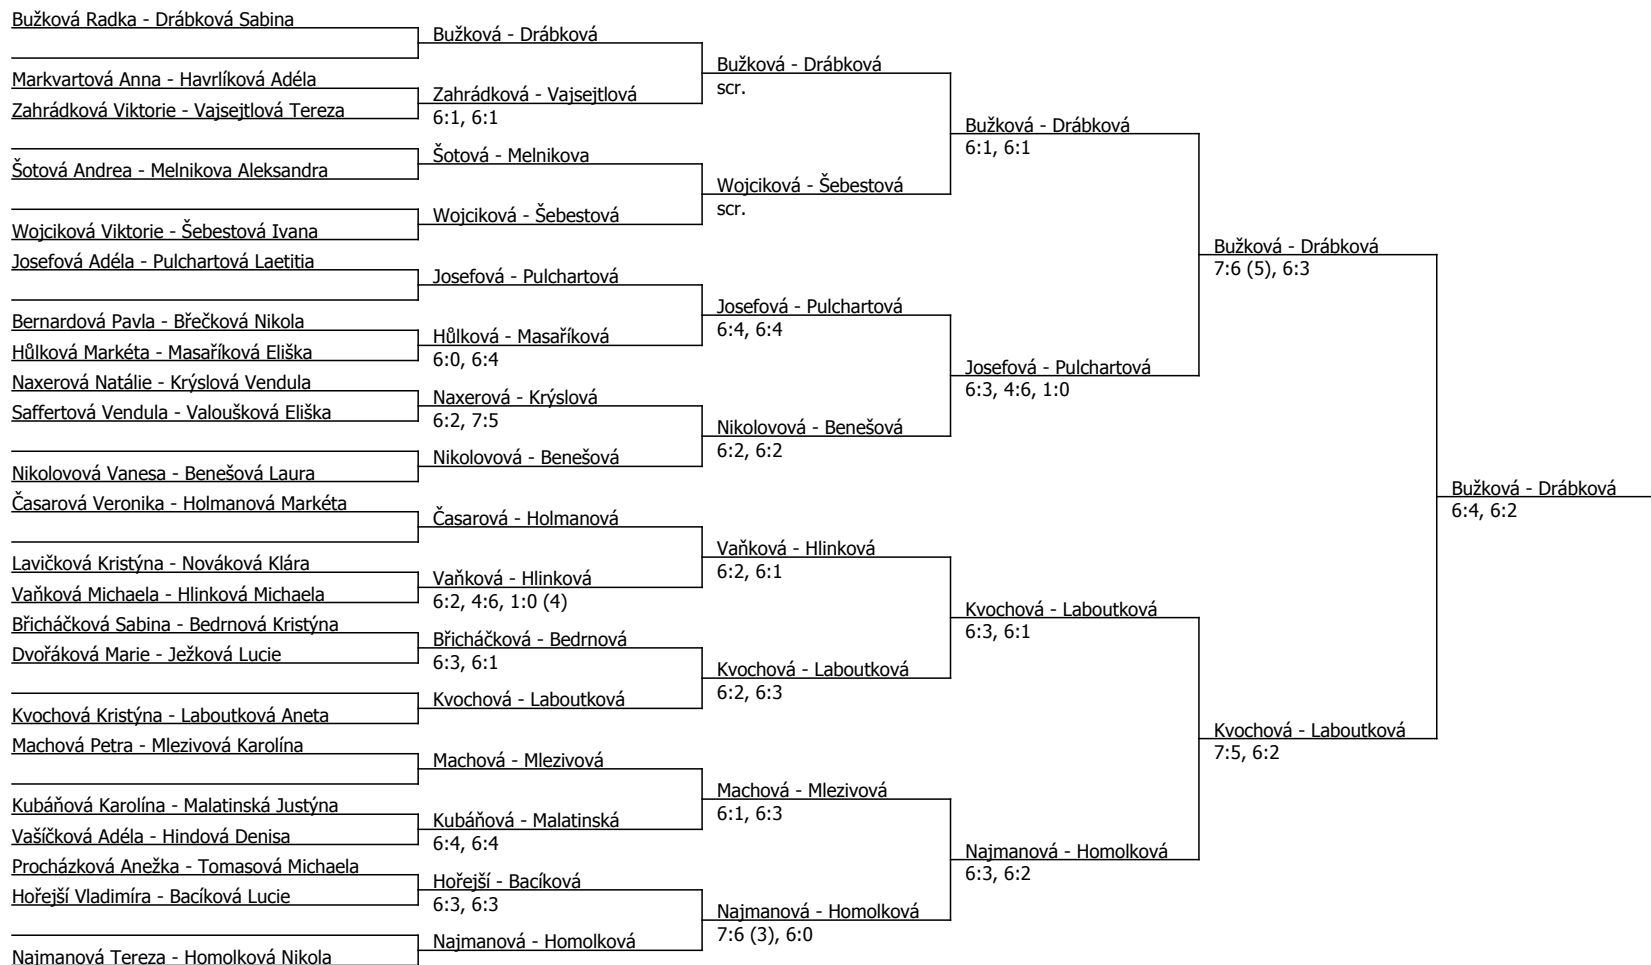 Bužková Radka - Drábková Sabina
Markvartová Anna - Havrlíková Adéla
Zahrádková Viktorie - Vajsejtlová Tereza
Šotová Andrea - Melnikova Aleksandra
Wojciková Viktorie - Šebestová Ivana
Josefová Adéla - Pulchartová Laetitia
Bernardová Pavla - Břečková Nikola
Hůlková Markéta - Masaříková Eliška
Naxerová Natálie - Krýslová Vendula
Saffertová Vendula - Valoušková Eliška
Nikolovová Vanesa - Benešová Laura
Časarová Veronika - Holmanová Markéta
Lavičková Kristýna - Nováková Klára
Vaňková Michaela - Hlinková Michaela
Břicháčková Sabina - Bedrnová Kristýna
Dvořáková Marie - Ježková Lucie
Kvochová Kristýna - Laboutková Aneta
Machová Petra - Mlezivová Karolína
Kubáňová Karolína - Malatinská Justýna
Vašíčková Adéla - Hindová Denisa
Procházková Anežka - Tomasová Michaela
Hořejší Vladimíra - Bacíková Lucie
Najmanová Tereza - Homolková Nikola
Bužková - Drábková
Zahrádková - Vajsejtlová
6:1, 6:1
Šotová - Melnikova
Wojciková - Šebestová
Josefová - Pulchartová
Hůlková - Masaříková
6:0, 6:4
Naxerová - Krýslová
6:2, 7:5
Nikolovová - Benešová
Časarová - Holmanová
Vaňková - Hlinková
6:2, 4:6, 1:0 (4)
Břicháčková - Bedrnová
6:3, 6:1
Kvochová - Laboutková
Machová - Mlezivová
Kubáňová - Malatinská
6:4, 6:4
Hořejší - Bacíková
6:3, 6:3
Najmanová - Homolková
Bužková - Drábková
scr.
Wojciková - Šebestová
scr.
Josefová - Pulchartová
6:4, 6:4
Nikolovová - Benešová
6:2, 6:2
Vaňková - Hlinková
6:2, 6:1
Kvochová - Laboutková
6:2, 6:3
Machová - Mlezivová
6:1, 6:3
Najmanová - Homolková
7:6 (3), 6:0
Bužková - Drábková
6:1, 6:1
Josefová - Pulchartová
6:3, 4:6, 1:0
Kvochová - Laboutková
6:3, 6:1
Najmanová - Homolková
6:3, 6:2
Bužková - Drábková
7:6 (5), 6:3
Kvochová - Laboutková
7:5, 6:2
Bužková - Drábková
6:4, 6:2